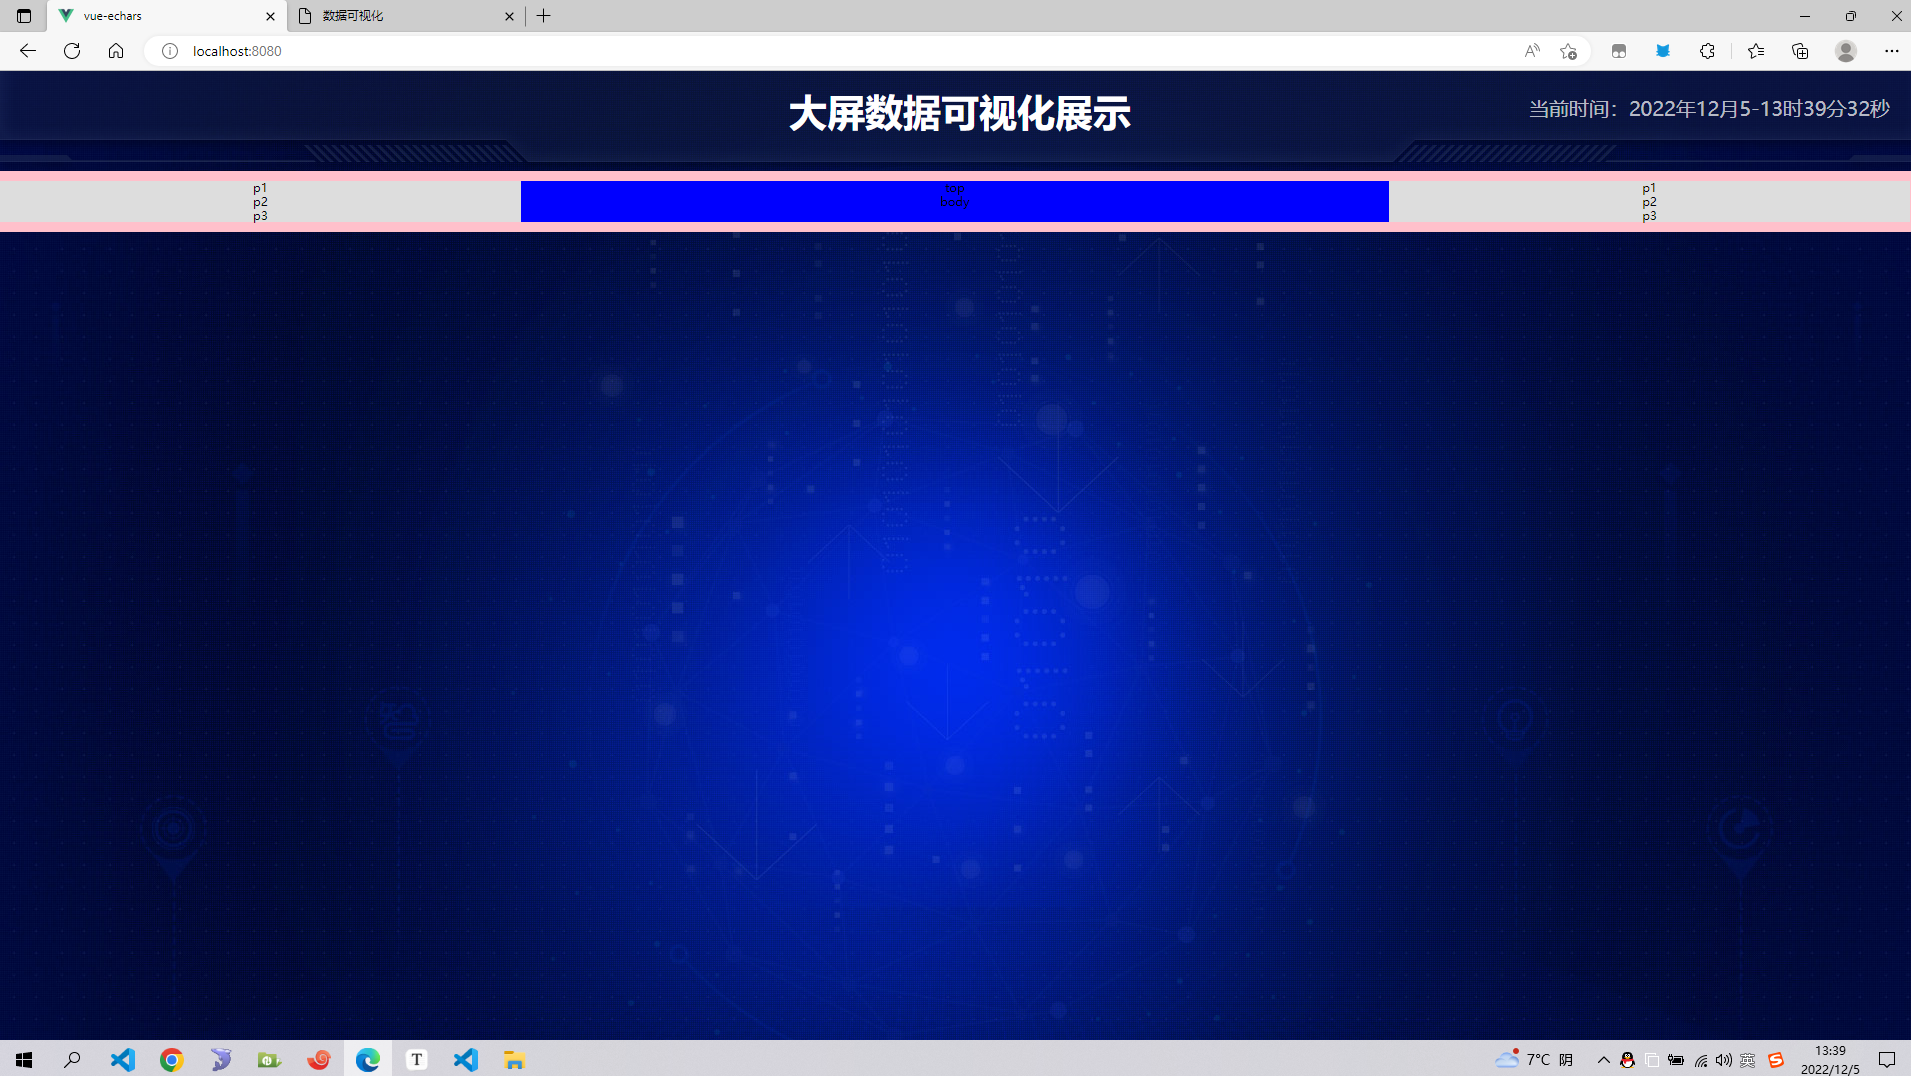 vue-echars
数据可视化
localhost:8080
大屏数据可视化展示
当前时间：2022年12月5-13时39分32秒
p1
p2
p3
top
body
p1
p2
p3
7°C 阴
英
13:39
2022/12/5